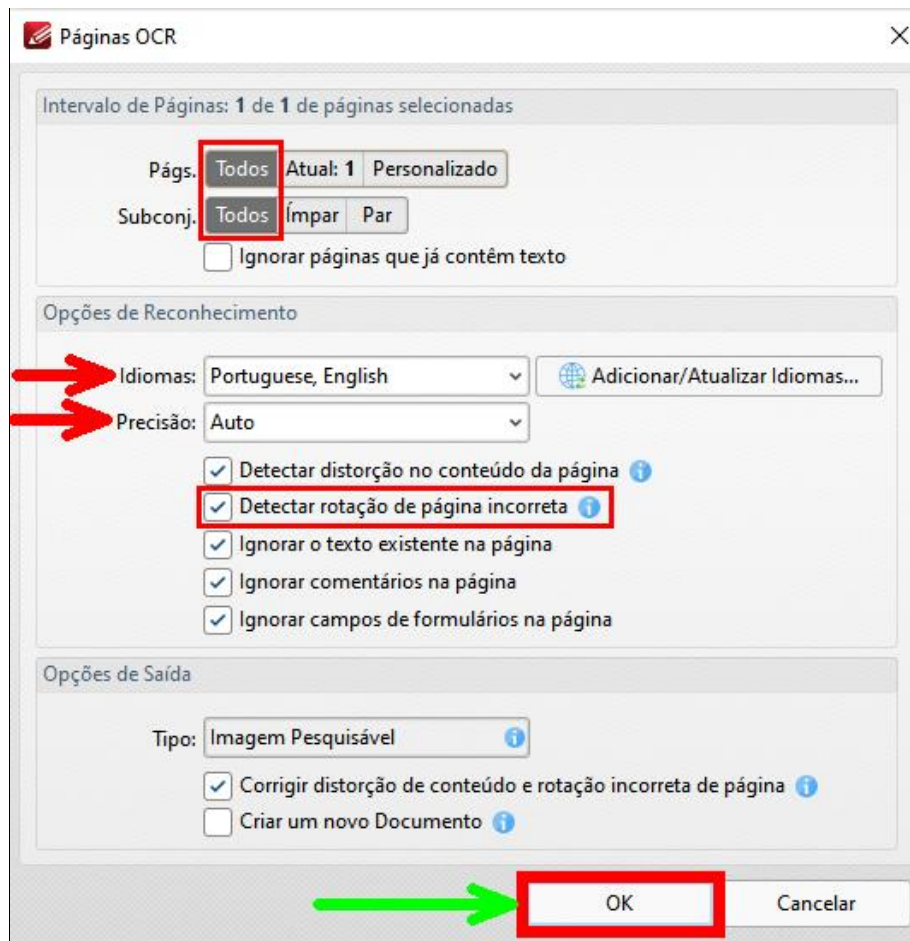 Páginas OCR
Intervalo de Páginas: 1 de 1 de páginas selecionadas
Págs. Todos Atual: 1 Personalizado
Subconj. Todos Ímpar Par
Ignorar páginas que já contêm texto
Opções de Reconhecimento
Idiomas: Portuguese, English Adicionar/Atualizar Idiomas...
Precisão: Auto
Detectar distorção no conteúdo da página
Detectar rotação de página incorreta
Ignorar o texto existente na página
Ignorar comentários na página
Ignorar campos de formulários na página
Opções de Saída
Tipo: Imagem Pesquisável
Corrigir distorção de conteúdo e rotação incorreta de página
Criar um novo Documento
OK Cancelar